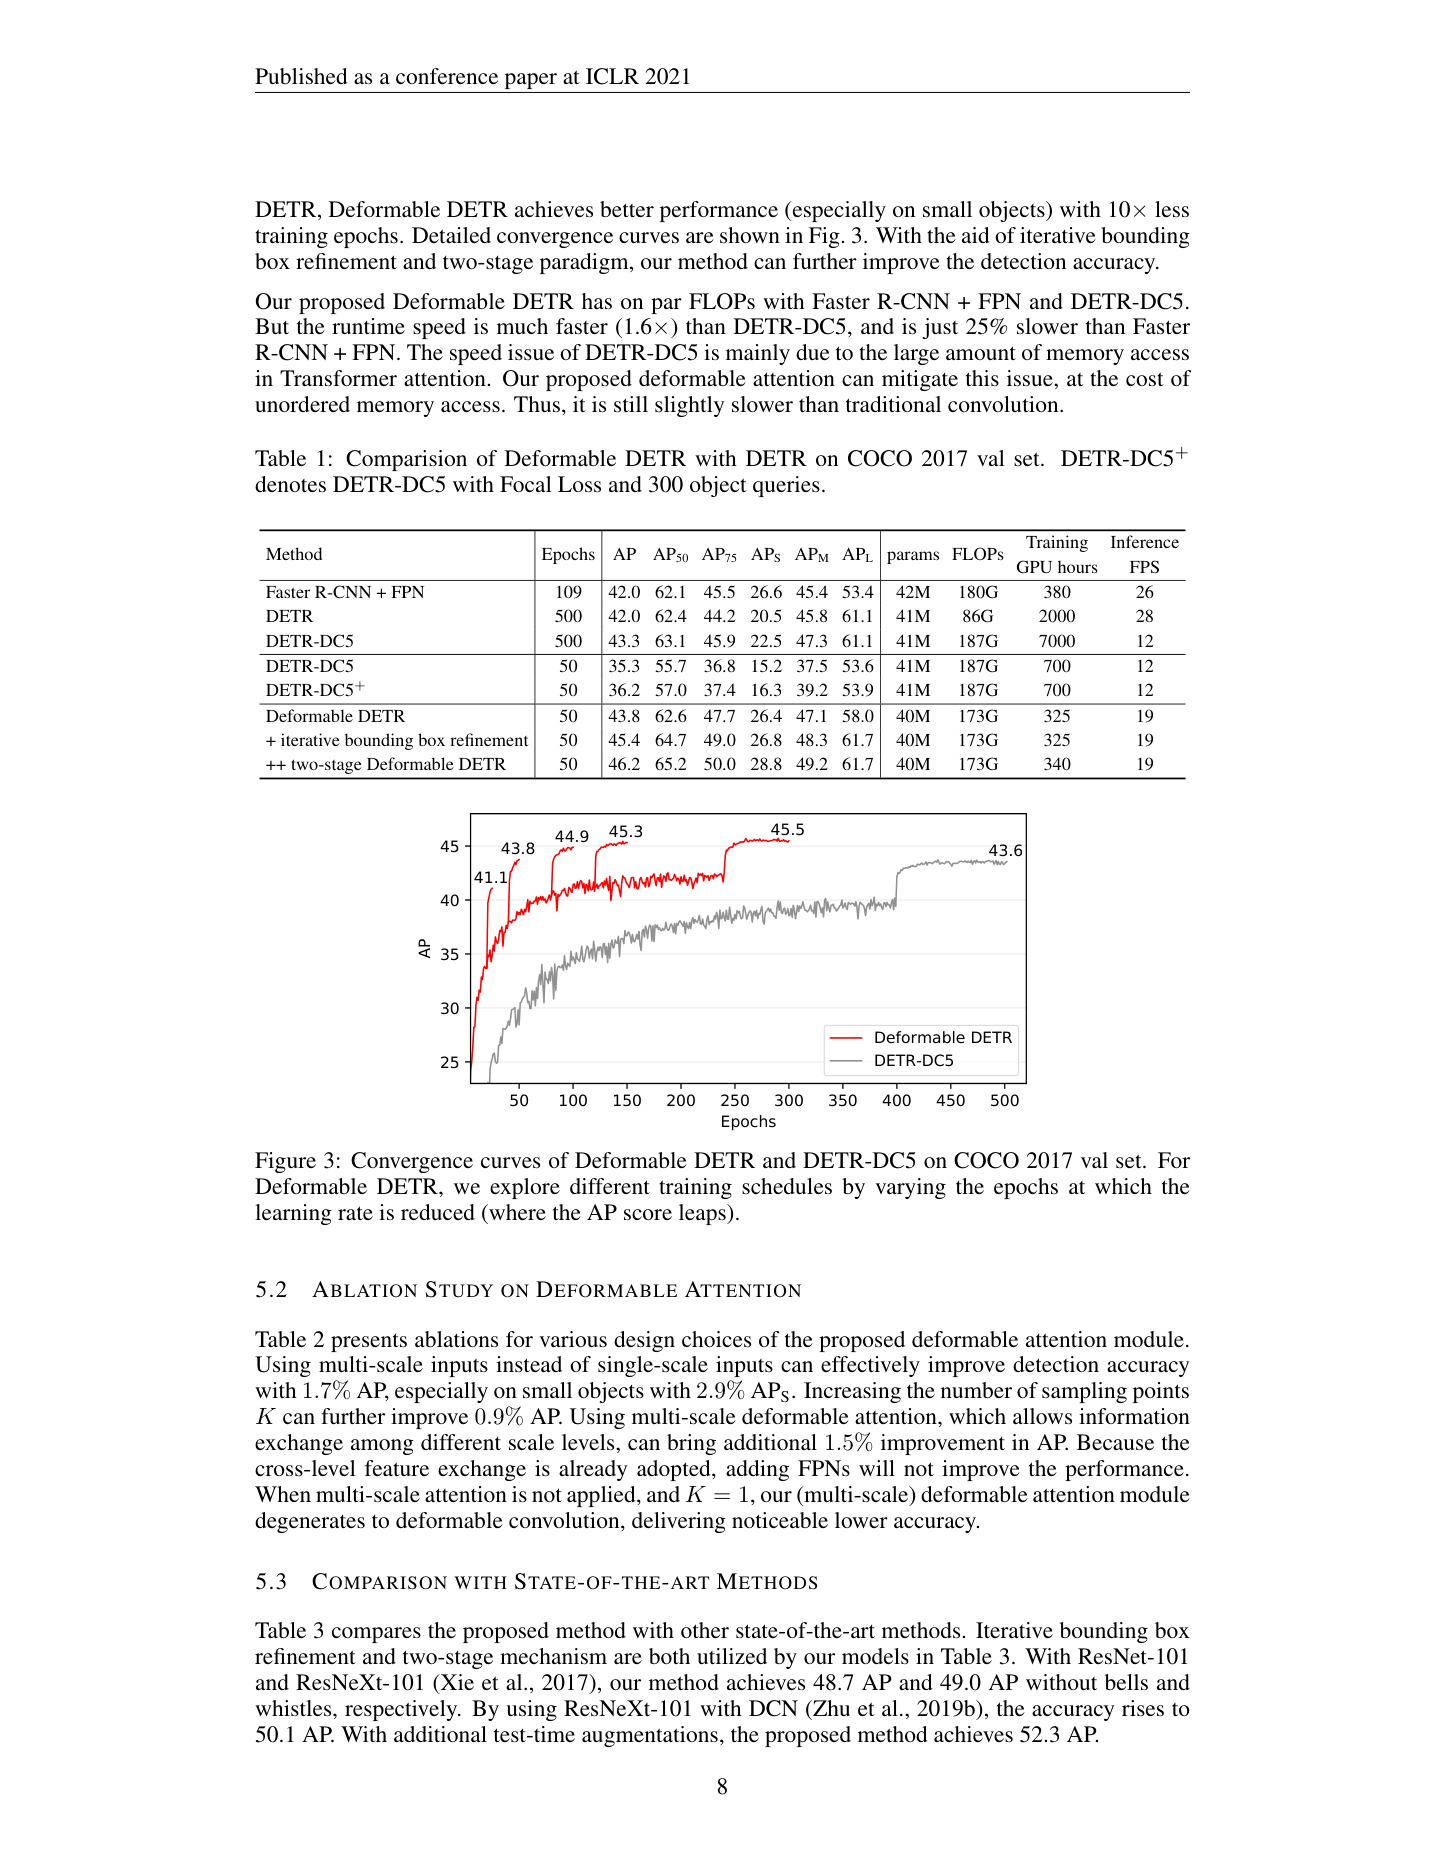 Published as a conference paper at ICLR 2021
DETR, Deformable DETR achieves better performance (especially on small objects) with 10× less
training epochs. Detailed convergence curves are shown in Fig. 3. With the aid of iterative bounding
box refinement and two-stage paradigm, our method can further improve the detection accuracy.
Our proposed Deformable DETR has on par FLOPs with Faster R-CNN + FPN and DETR-DC5.
But the runtime speed is much faster (1.6×) than DETR-DC5, and is just 25% slower than Faster
R-CNN + FPN. The speed issue of DETR-DC5 is mainly due to the large amount of memory access
in Transformer attention. Our proposed deformable attention can mitigate this issue, at the cost of
unordered memory access. Thus, it is still slightly slower than traditional convolution.
Table 1: Comparision of Deformable DETR with DETR on COCO 2017 val set. DETR-DC5+
denotes DETR-DC5 with Focal Loss and 300 object queries.
Method Epochs AP AP50 AP75 APS APM APL params FLOPs Training GPU hours Inference FPS
Faster R-CNN + FPN 109 42.0 62.1 45.5 26.6 45.4 53.4 42M 180G 380 26
DETR 500 42.0 62.4 44.2 20.5 45.8 61.1 41M 86G 2000 28
DETR-DC5 500 43.3 63.1 45.9 22.5 47.3 61.1 41M 187G 7000 12
DETR-DC5 50 35.3 55.7 36.8 15.2 37.5 53.6 41M 187G 700 12
DETR-DC5+ 50 36.2 57.0 37.4 16.3 39.2 53.9 41M 187G 700 12
Deformable DETR 50 43.8 62.6 47.7 26.4 47.1 58.0 40M 173G 325 19
+ iterative bounding box refinement 50 45.4 64.7 49.0 26.8 48.3 61.7 40M 173G 325 19
++ two-stage Deformable DETR 50 46.2 65.2 50.0 28.8 49.2 61.7 40M 173G 340 19
41.1 43.8 44.9 45.3 45.5 43.6
AP
45
40
35
30
25
Deformable DETR
DETR-DC5
50 100 150 200 250 300 350 400 450 500
Epochs
Figure 3: Convergence curves of Deformable DETR and DETR-DC5 on COCO 2017 val set. For
Deformable DETR, we explore different training schedules by varying the epochs at which the
learning rate is reduced (where the AP score leaps).
5.2 ABLATION STUDY ON DEFORMABLE ATTENTION
Table 2 presents ablations for various design choices of the proposed deformable attention module.
Using multi-scale inputs instead of single-scale inputs can effectively improve detection accuracy
with 1.7% AP, especially on small objects with 2.9% APS. Increasing the number of sampling points
K can further improve 0.9% AP. Using multi-scale deformable attention, which allows information
exchange among different scale levels, can bring additional 1.5% improvement in AP. Because the
cross-level feature exchange is already adopted, adding FPNs will not improve the performance.
When multi-scale attention is not applied, and K = 1, our (multi-scale) deformable attention module
degenerates to deformable convolution, delivering noticeable lower accuracy.
5.3 COMPARISON WITH STATE-OF-THE-ART METHODS
Table 3 compares the proposed method with other state-of-the-art methods. Iterative bounding box
refinement and two-stage mechanism are both utilized by our models in Table 3. With ResNet-101
and ResNeXt-101 (Xie et al., 2017), our method achieves 48.7 AP and 49.0 AP without bells and
whistles, respectively. By using ResNeXt-101 with DCN (Zhu et al., 2019b), the accuracy rises to
50.1 AP. With additional test-time augmentations, the proposed method achieves 52.3 AP.
8